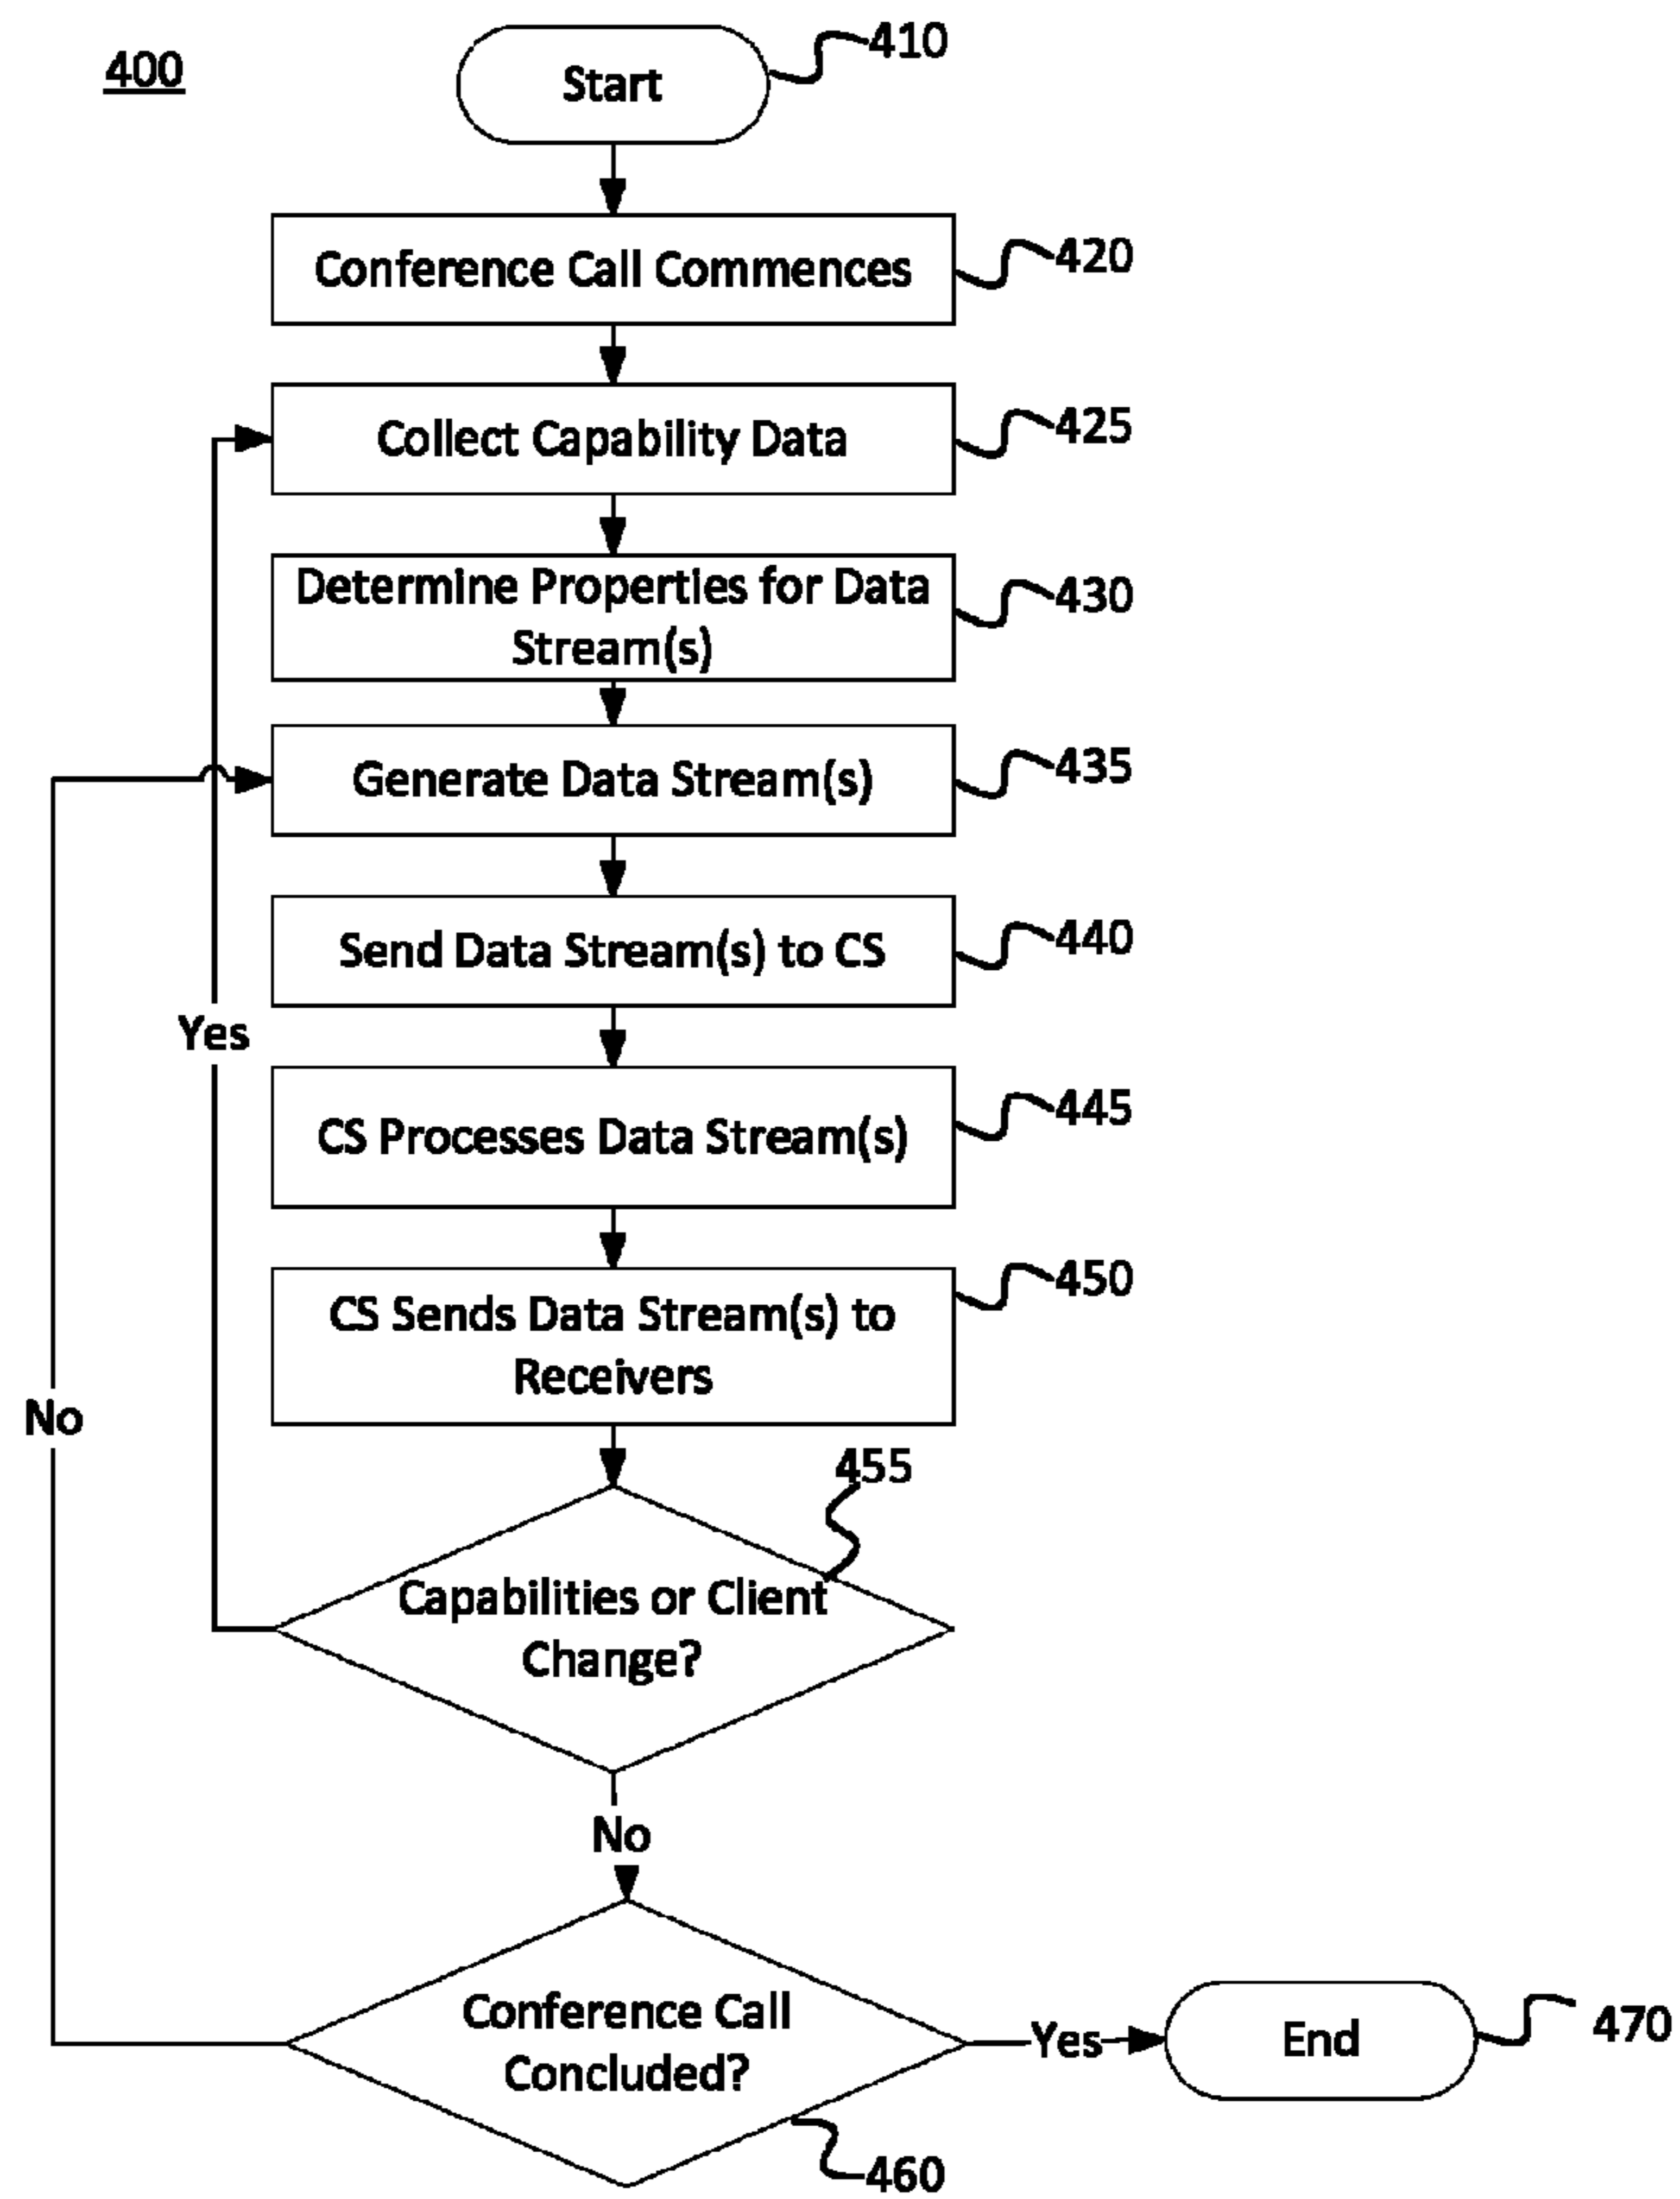 400
Start
410
Conference Call Commences
420
Collect Capability Data
425
Determine Properties for Data
Stream(s)
430
Generate Data Stream(s)
435
Send Data Stream(s) to CS
440
Yes
CS Processes Data Stream(s)
445
CS Sends Data Stream(s) to
Receivers
450
No
455
Capabilities or Client
Change?
No
Conference Call
Concluded?
Yes
End
470
460